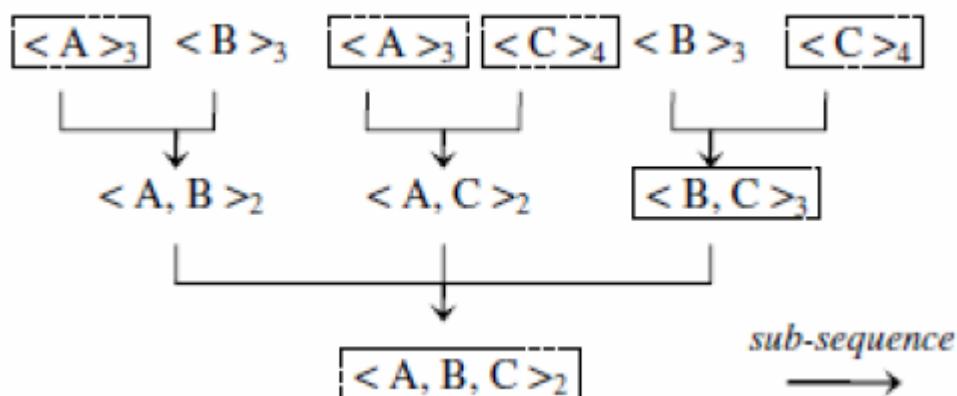 < A >₃ < B >₃ < A >₃ < C >₄ < B >₃ < C >₄
< A, B >₂ < A, C >₂ < B, C >₃
sub-sequence
< A, B, C >₂